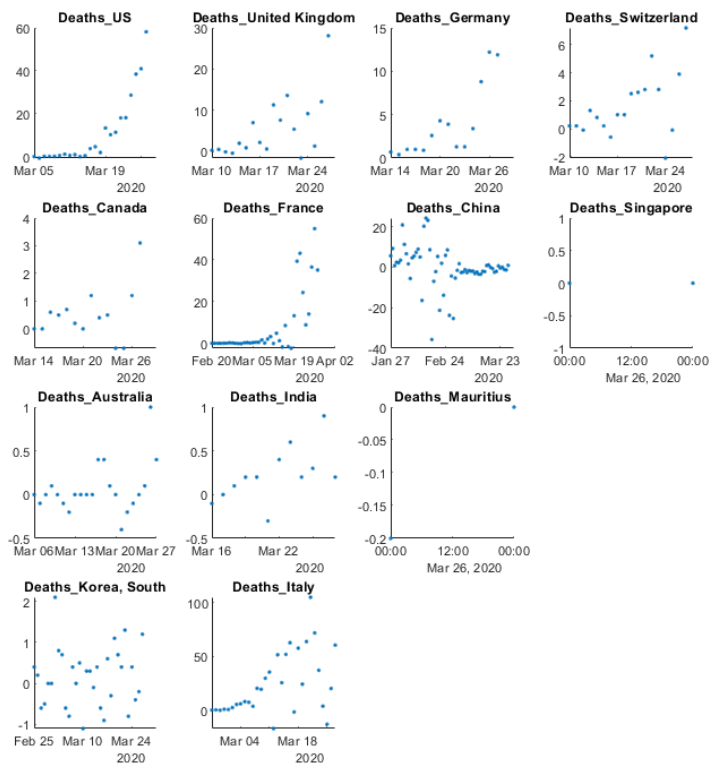 Deaths_US
60
40
20
0
Mar 05 Mar 19
2020
Deaths_United Kingdom
30
20
10
0
Mar 10 Mar 17 Mar 24
2020
Deaths_Germany
15
10
5
0
Mar 14 Mar 20 Mar 26
2020
Deaths_Switzerland
6
4
2
0
-2
Mar 10 Mar 17 Mar 24
2020
Deaths_Canada
4
3
2
1
0
Mar 14 Mar 20 Mar 26
2020
Deaths_France
60
40
20
0
Feb 20 Mar 05 Mar 19 Apr 02
2020
Deaths_China
20
0
-20
-40
Jan 27 Feb 24 Mar 23
2020
Deaths_Singapore
1
0.5
0
-0.5
-1
00:00 12:00 00:00
Mar 26, 2020
Deaths_Australia
1
0.5
0
-0.5
Mar 06 Mar 13 Mar 20 Mar 27
2020
Deaths_India
1
0.5
0
-0.5
Mar 16 Mar 22
2020
Deaths_Mauritius
0
-0.05
-0.1
-0.15
-0.2
00:00 12:00 00:00
Mar 26, 2020
Deaths_Korea, South
2
1
0
-1
Feb 25 Mar 10 Mar 24
2020
Deaths_Italy
100
50
0
Mar 04 Mar 18
2020